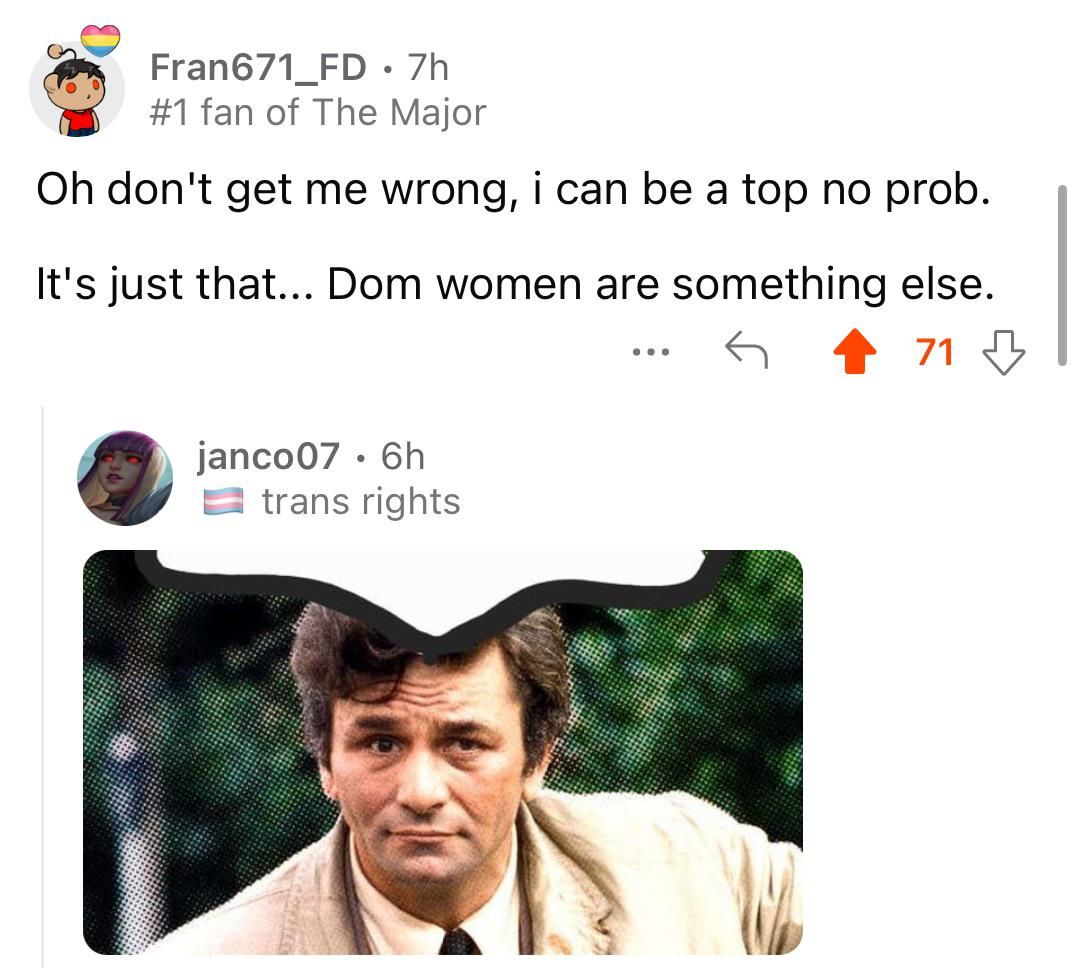 Fran671_FD • 7h
#1 fan of The Major
Oh don't get me wrong, i can be a top no prob.
It's just that... Dom women are something else.
71
janco07 • 6h
trans rights